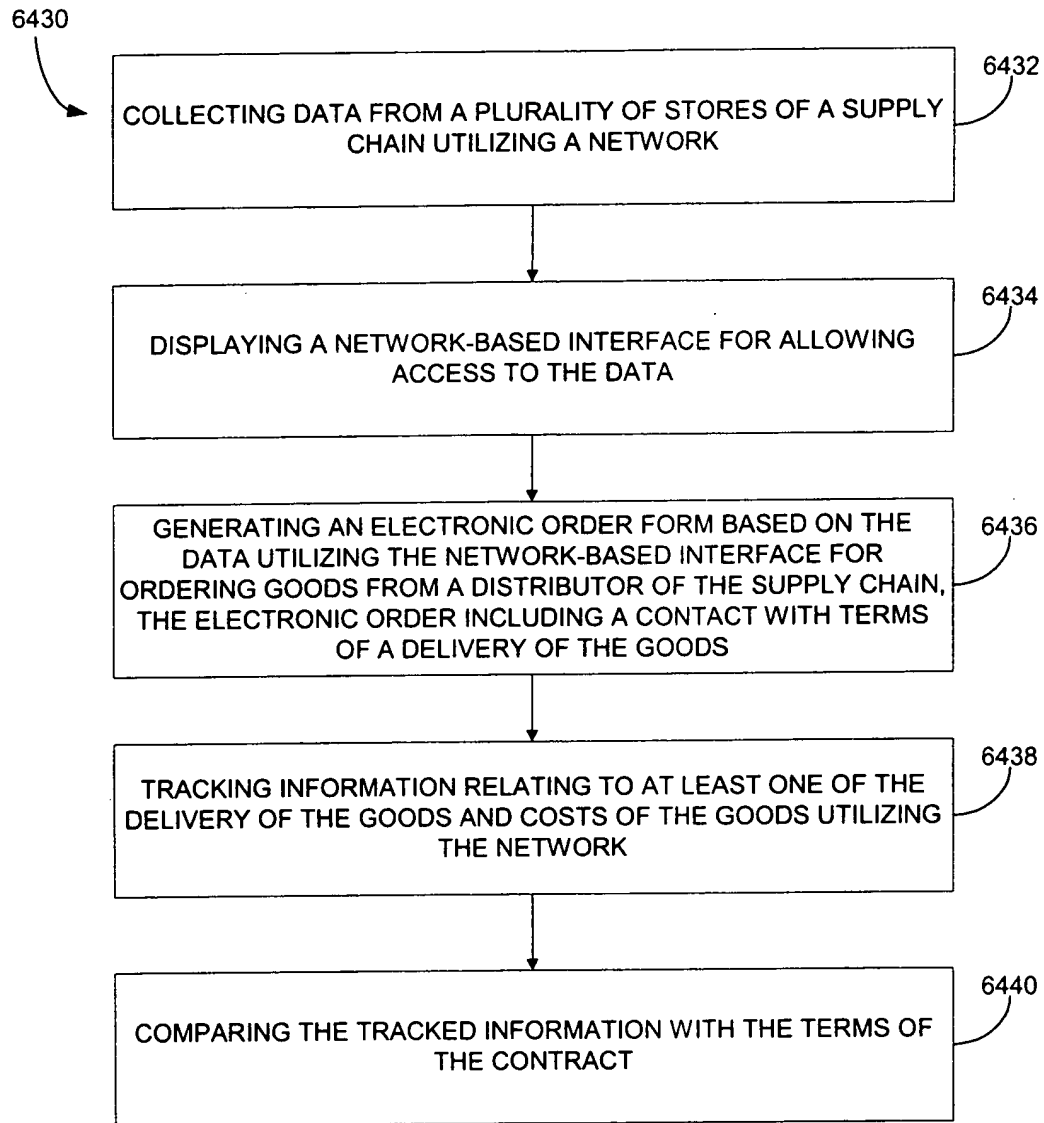 6430
6432
COLLECTING DATA FROM A PLURALITY OF STORES OF A SUPPLY
CHAIN UTILIZING A NETWORK
6434
DISPLAYING A NETWORK-BASED INTERFACE FOR ALLOWING
ACCESS TO THE DATA
6436
GENERATING AN ELECTRONIC ORDER FORM BASED ON THE
DATA UTILIZING THE NETWORK-BASED INTERFACE FOR
ORDERING GOODS FROM A DISTRIBUTOR OF THE SUPPLY CHAIN,
THE ELECTRONIC ORDER INCLUDING A CONTACT WITH TERMS
OF A DELIVERY OF THE GOODS
6438
TRACKING INFORMATION RELATING TO AT LEAST ONE OF THE
DELIVERY OF THE GOODS AND COSTS OF THE GOODS UTILIZING
THE NETWORK
6440
COMPARING THE TRACKED INFORMATION WITH THE TERMS OF
THE CONTRACT